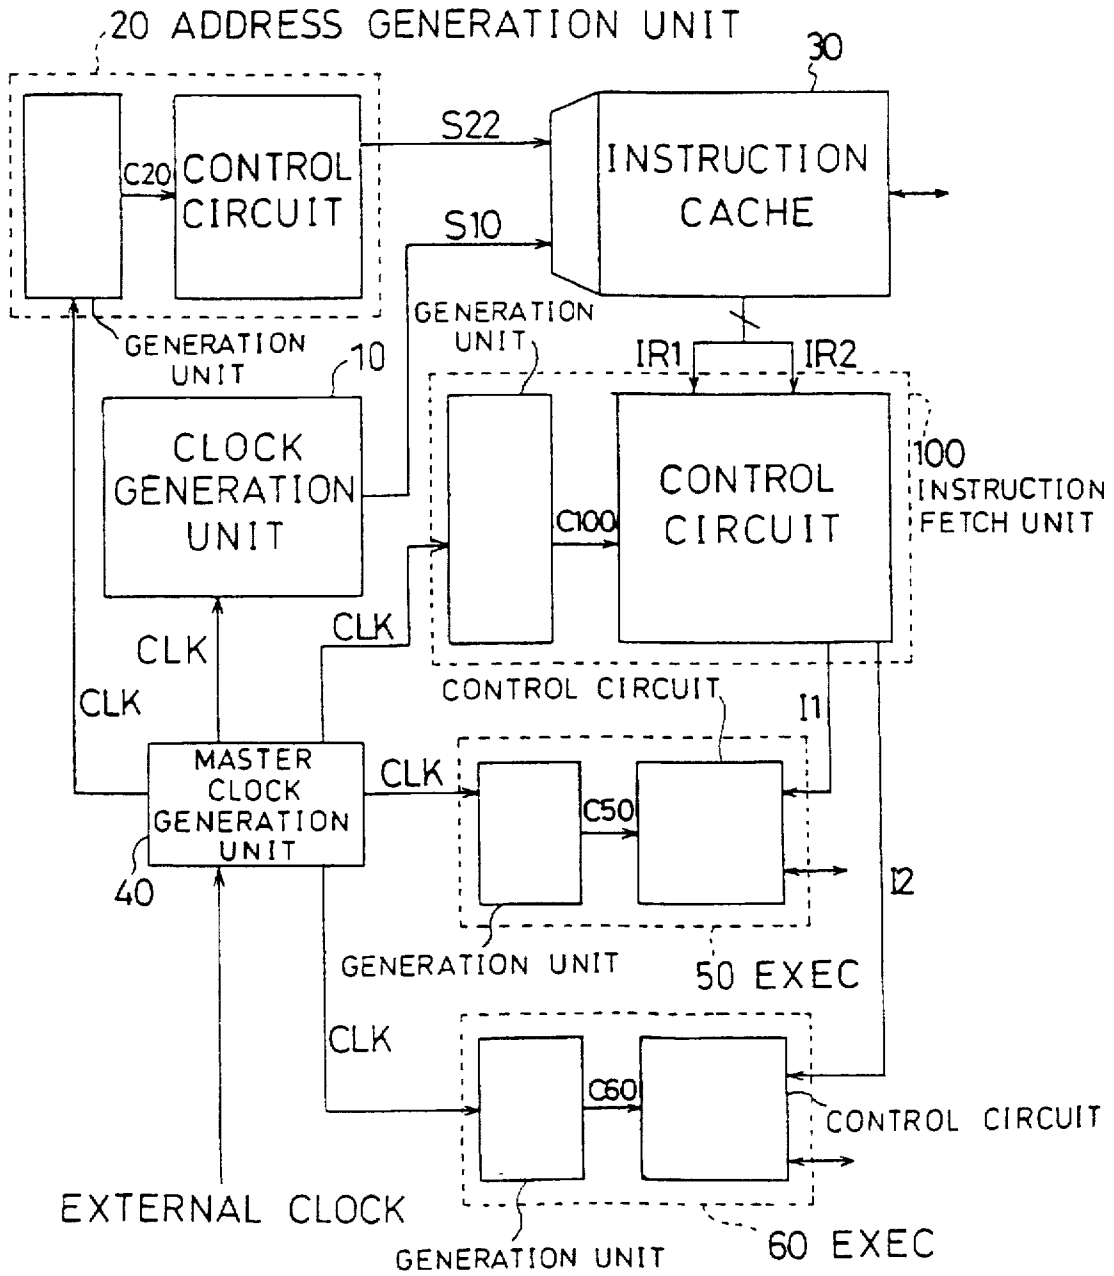 20 ADDRESS GENERATION UNIT
30
C20
CONTROL
CIRCUIT
S22
INSTRUCTION
CACHE
S10
GENERATION
UNIT
GENERATION
UNIT
10
IR1
IR2
CLOCK
GENERATION
UNIT
100
INSTRUCTION
FETCH UNIT
C100
CONTROL
CIRCUIT
CLK
CLK
CLK
CONTROL CIRCUIT
I1
MASTER
CLOCK
GENERATION
UNIT
40
CLK
C50
I2
GENERATION UNIT
50 EXEC
CLK
C60
CONTROL CIRCUIT
EXTERNAL CLOCK
GENERATION UNIT
60 EXEC